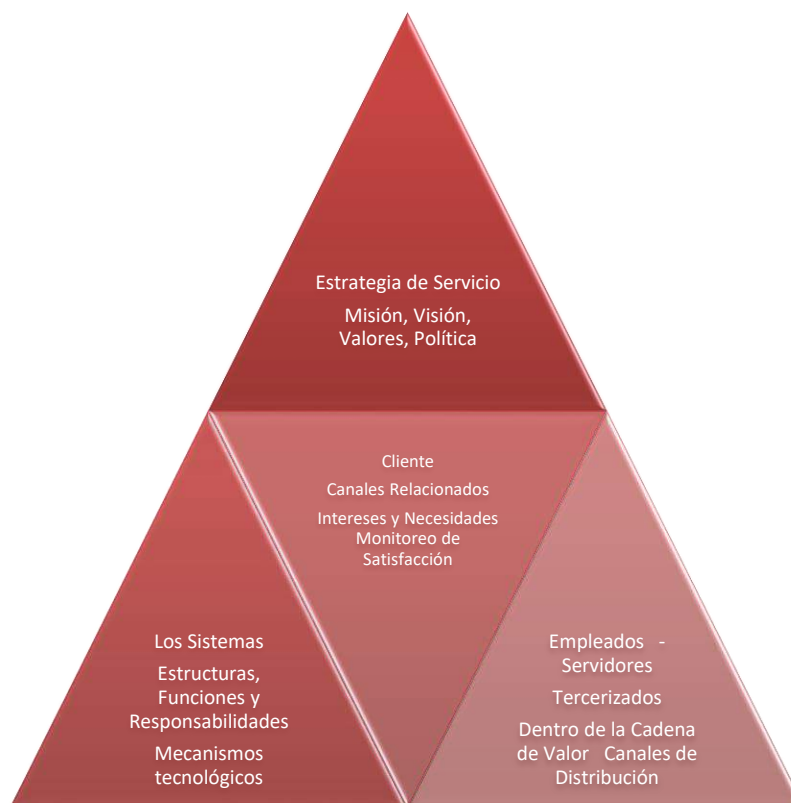 Estrategia de Servicio
Misión, Visión,
Valores, Política
Cliente
Canales Relacionados
Intereses y Necesidades
Monitoreo de
Satisfacción
Los Sistemas
Estructuras,
Funciones y
Responsabilidades
Mecanismos
tecnológicos
Empleados -
Servidores
Tercerizados
Dentro de la Cadena
de Valor Canales de
Distribución